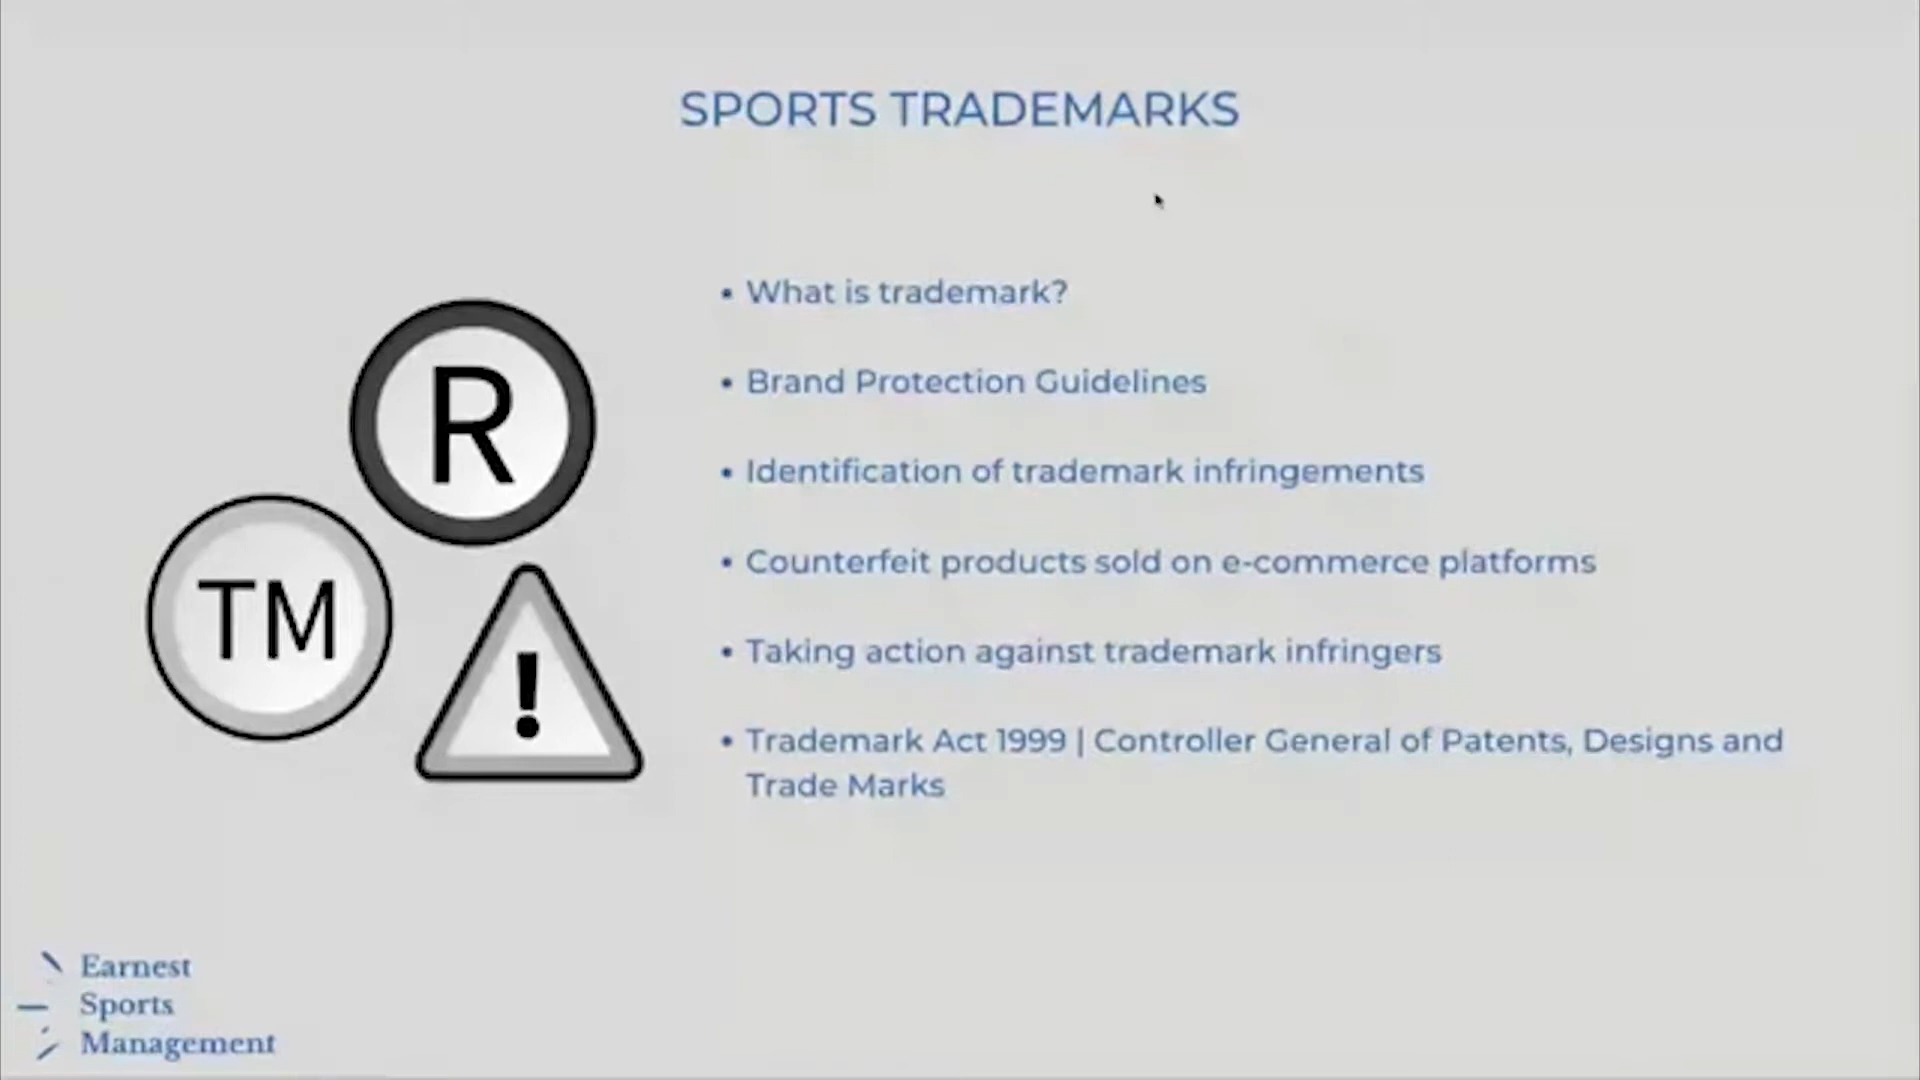 SPORTS TRADEMARKS
• What is trademark?
• Brand Protection Guidelines
• Identification of trademark infringements
• Counterfeit products sold on e-commerce platforms
• Taking action against trademark infringers
• Trademark Act 1999 | Controller General of Patents, Designs and
Trade Marks
R
TM
!
Earnest
Sports
Management